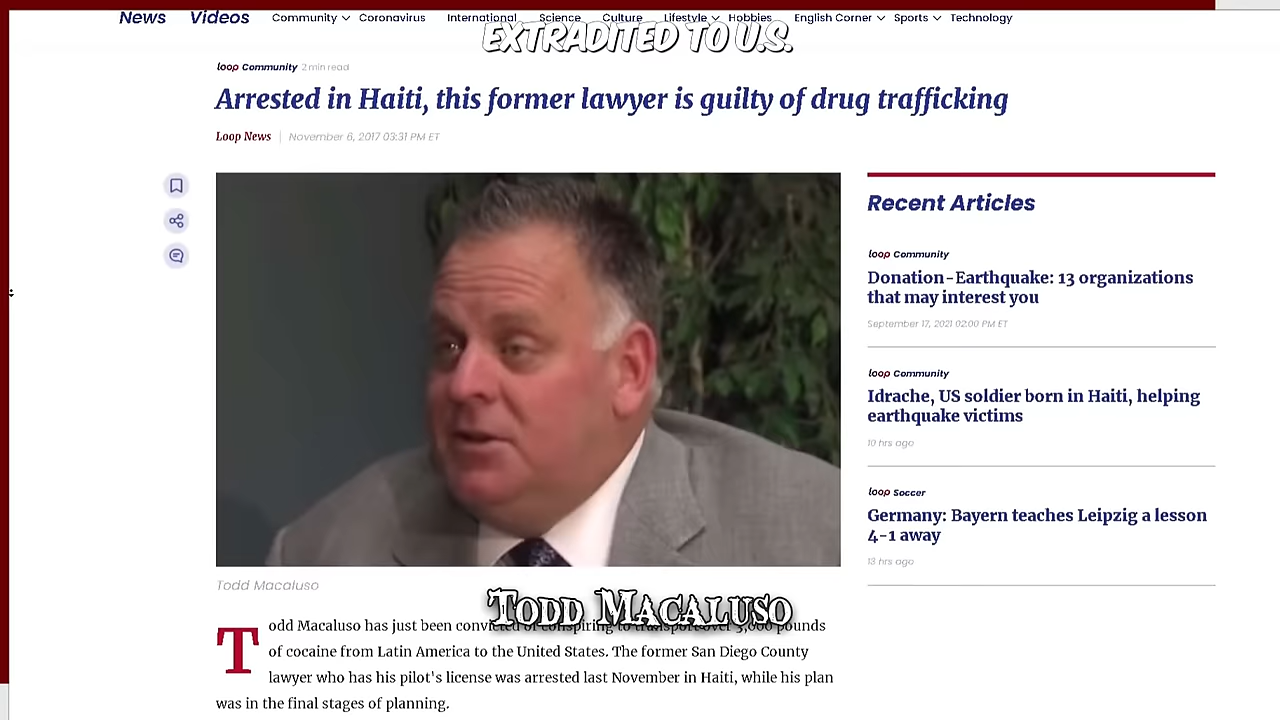 News Videos Community Coronavirus International Science Culture Lifestyle Hobbies English Corner Sports Technology
EXTRADITED TO U.S.
loop Community 2 min read
Arrested in Haiti, this former lawyer is guilty of drug trafficking
Loop News November 6, 2017 03:31 PM ET
Todd Macaluso
Todd Macaluso
Todd Macaluso has just been convicted of conspiring to transport over 3,000 pounds
of cocaine from Latin America to the United States. The former San Diego County
lawyer who has his pilot's license was arrested last November in Haiti, while his plan
was in the final stages of planning.
Recent Articles
loop Community
Donation-Earthquake: 13 organizations
that may interest you
September 17, 2021 02:00 PM ET
loop Community
Idrache, US soldier born in Haiti, helping
earthquake victims
10 hrs ago
loop Soccer
Germany: Bayern teaches Leipzig a lesson
4-1 away
13 hrs ago